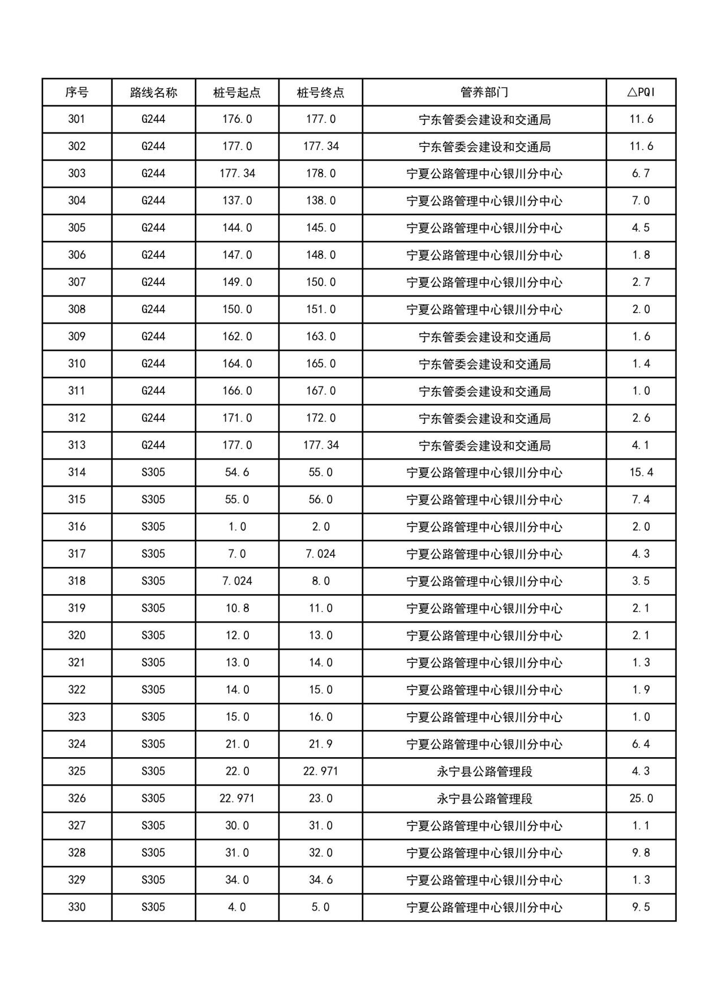 序号 路线名称 桩号起点 桩号终点 管养部门 △PQI
301 G244 176.0 177.0 宁东管委会建设和交通局 11.6
302 G244 177.0 177.34 宁东管委会建设和交通局 11.6
303 G244 177.34 178.0 宁夏公路管理中心银川分中心 6.7
304 G244 137.0 138.0 宁夏公路管理中心银川分中心 7.0
305 G244 144.0 145.0 宁夏公路管理中心银川分中心 4.5
306 G244 147.0 148.0 宁夏公路管理中心银川分中心 1.8
307 G244 149.0 150.0 宁夏公路管理中心银川分中心 2.7
308 G244 150.0 151.0 宁夏公路管理中心银川分中心 2.0
309 G244 162.0 163.0 宁东管委会建设和交通局 1.6
310 G244 164.0 165.0 宁东管委会建设和交通局 1.4
311 G244 166.0 167.0 宁东管委会建设和交通局 1.0
312 G244 171.0 172.0 宁东管委会建设和交通局 2.6
313 G244 177.0 177.34 宁东管委会建设和交通局 4.1
314 S305 54.6 55.0 宁夏公路管理中心银川分中心 15.4
315 S305 55.0 56.0 宁夏公路管理中心银川分中心 7.4
316 S305 1.0 2.0 宁夏公路管理中心银川分中心 2.0
317 S305 7.0 7.024 宁夏公路管理中心银川分中心 4.3
318 S305 7.024 8.0 宁夏公路管理中心银川分中心 3.5
319 S305 10.8 11.0 宁夏公路管理中心银川分中心 2.1
320 S305 12.0 13.0 宁夏公路管理中心银川分中心 2.1
321 S305 13.0 14.0 宁夏公路管理中心银川分中心 1.3
322 S305 14.0 15.0 宁夏公路管理中心银川分中心 1.9
323 S305 15.0 16.0 宁夏公路管理中心银川分中心 1.0
324 S305 21.0 21.9 宁夏公路管理中心银川分中心 6.4
325 S305 22.0 22.971 永宁县公路管理段 4.3
326 S305 22.971 23.0 永宁县公路管理段 25.0
327 S305 30.0 31.0 宁夏公路管理中心银川分中心 1.1
328 S305 31.0 32.0 宁夏公路管理中心银川分中心 9.8
329 S305 34.0 34.6 宁夏公路管理中心银川分中心 1.3
330 S305 4.0 5.0 宁夏公路管理中心银川分中心 9.5